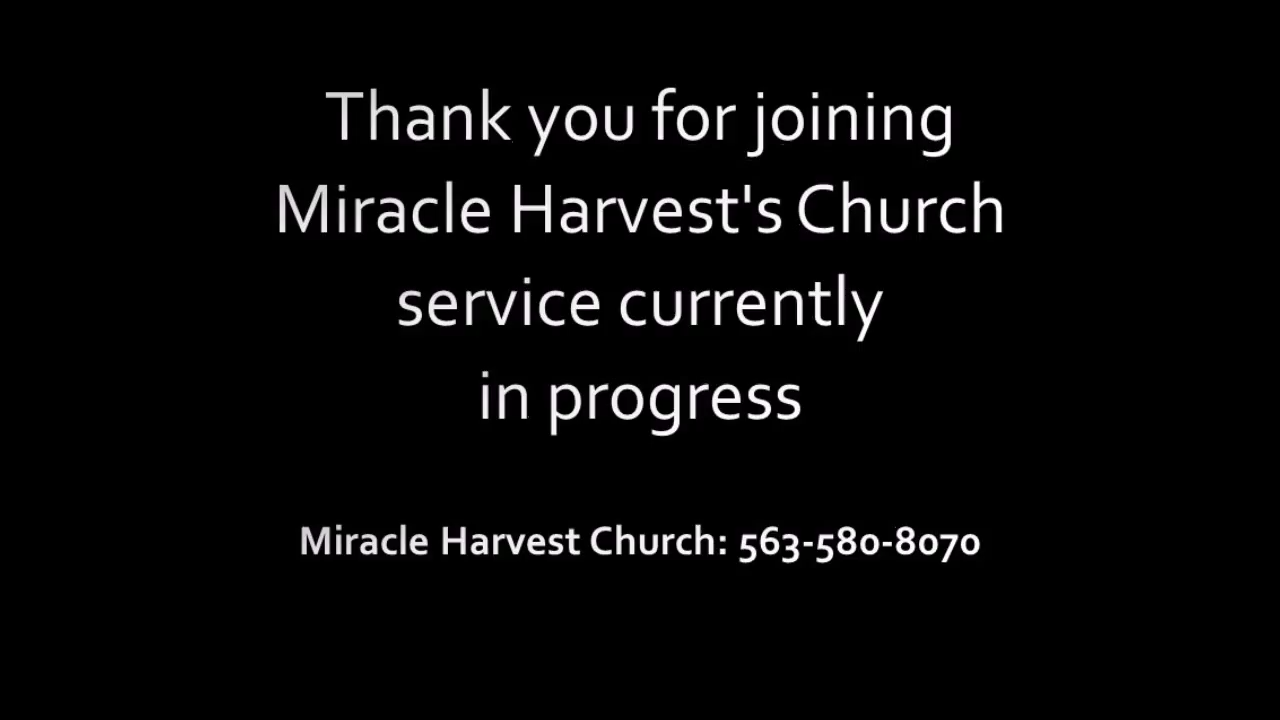 Thank you for joining
Miracle Harvest's Church
service currently
in progress
Miracle Harvest Church: 563-580-8070